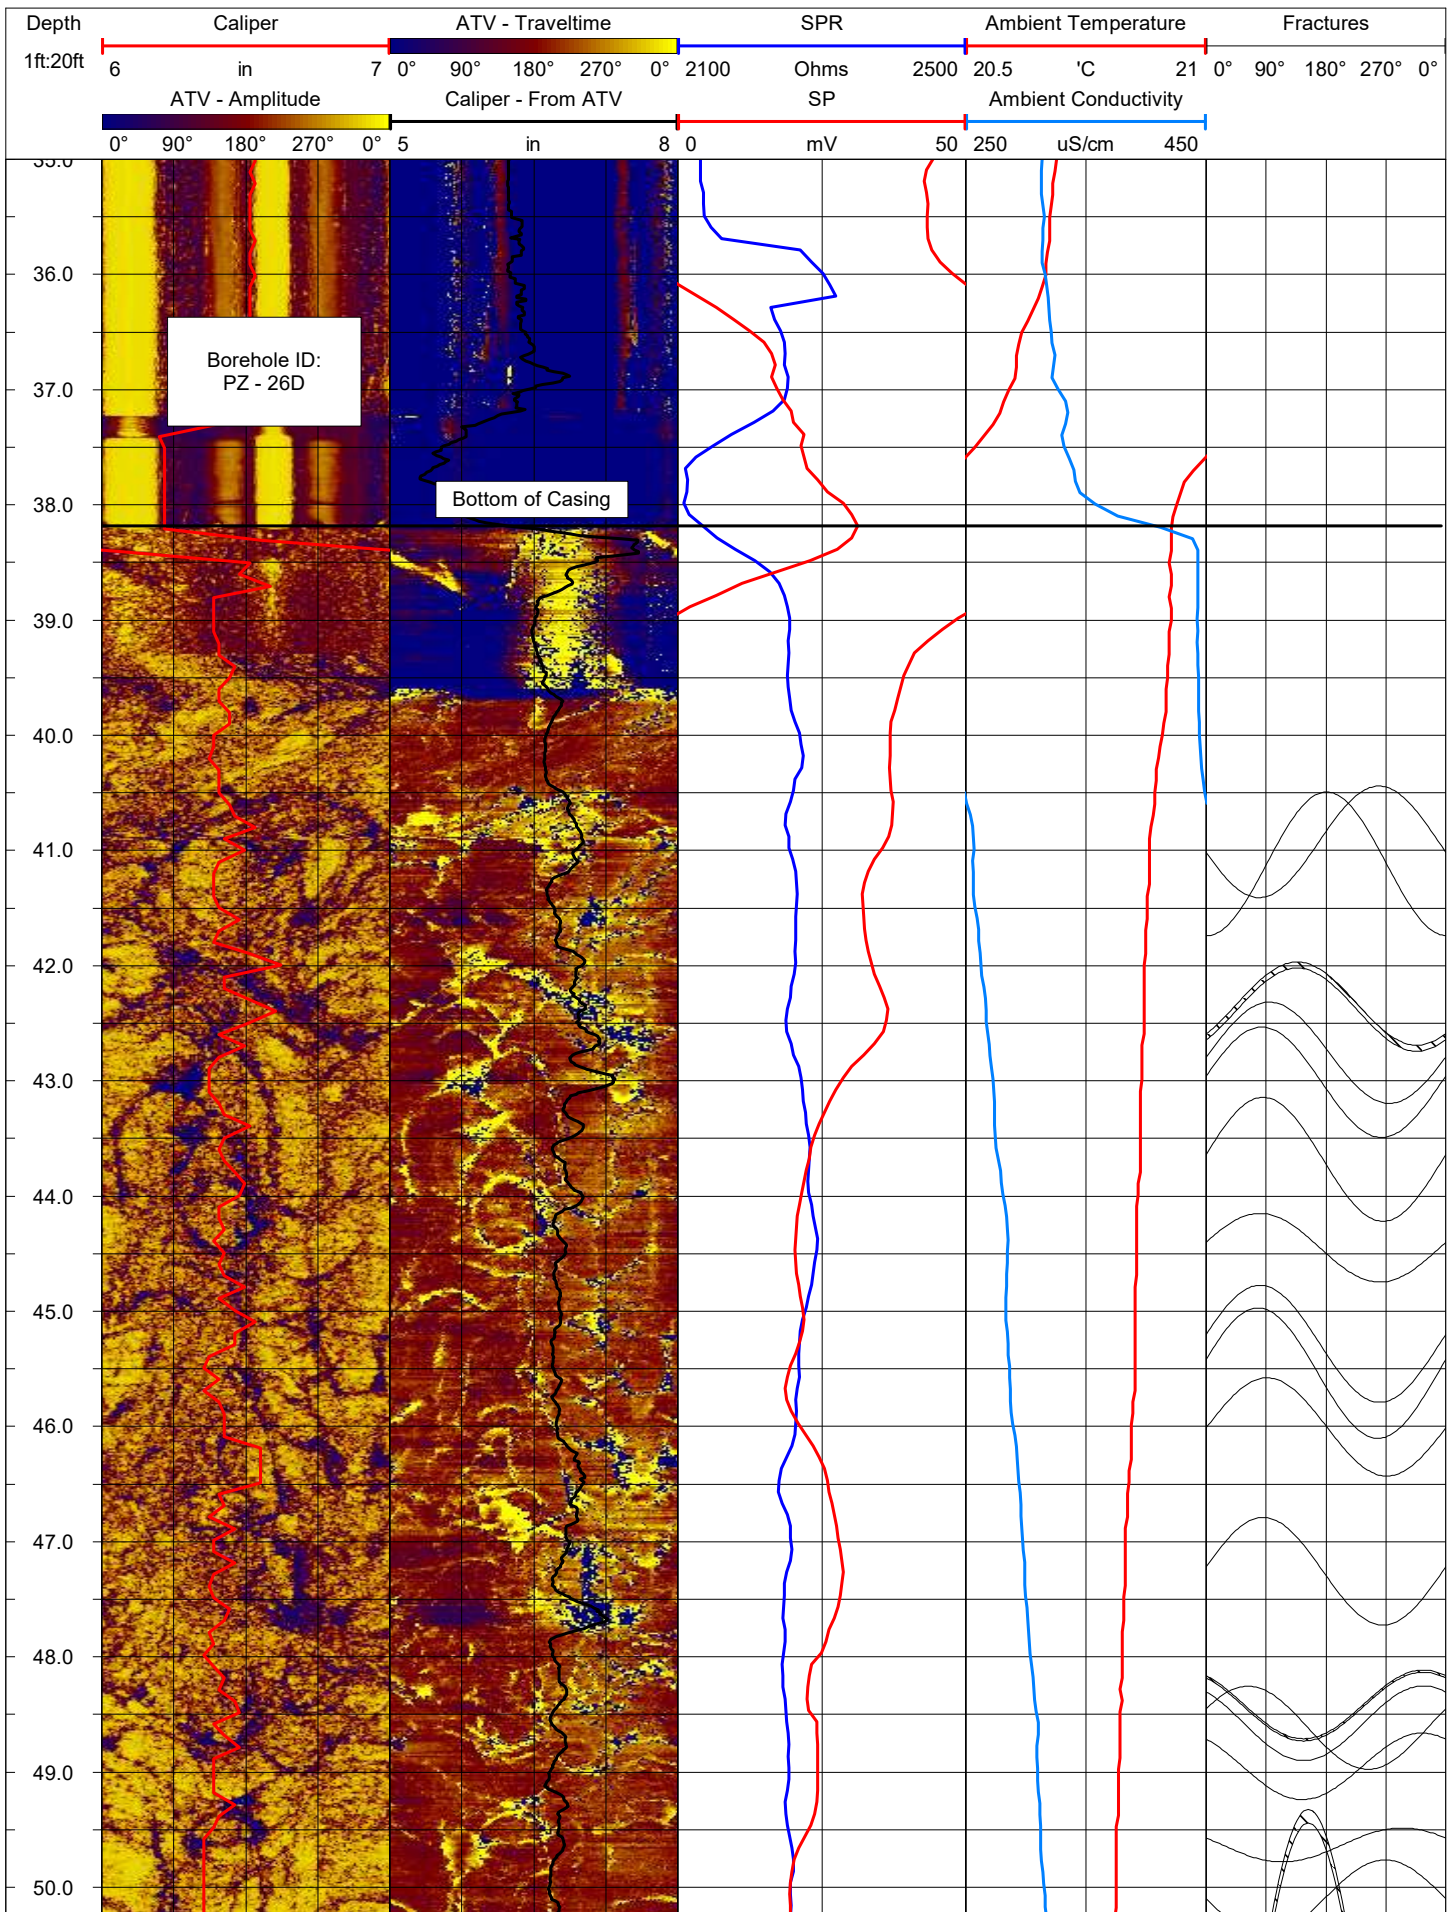 Depth Caliper ATV - Traveltime SPR Ambient Temperature Fractures
1ft:20ft 6 in 7 0° 90° 180° 270° 0° 2100 Ohms 2500 20.5 'C 21 0° 90° 180° 270° 0°
ATV - Amplitude Caliper - From ATV SP Ambient Conductivity
0° 90° 180° 270° 0° 5 in 8 0 mV 50 250 uS/cm 450
35.0
36.0
Borehole ID:
PZ - 26D
37.0
Bottom of Casing
38.0
39.0
40.0
41.0
42.0
43.0
44.0
45.0
46.0
47.0
48.0
49.0
50.0